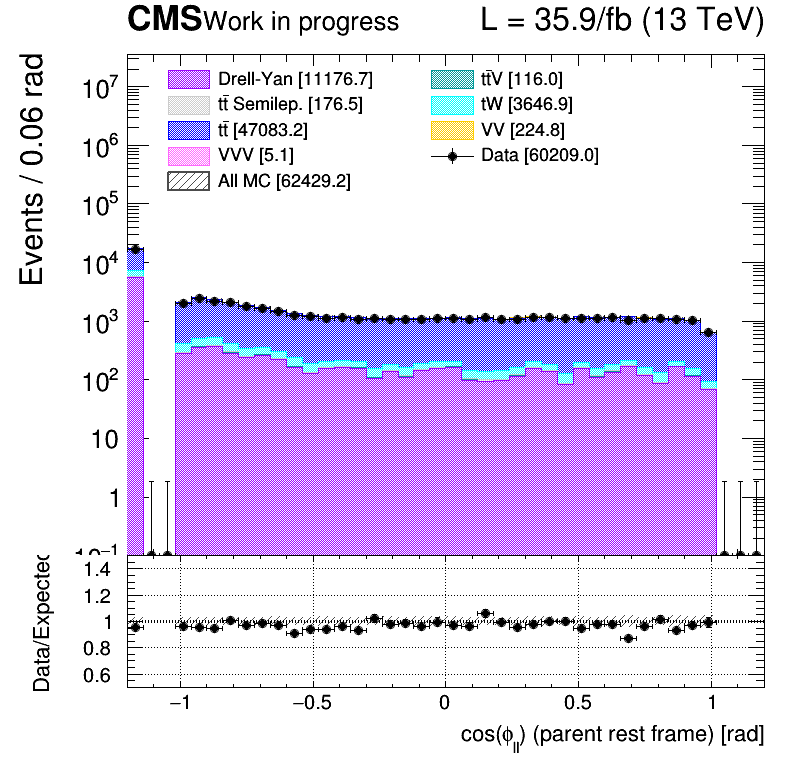 CMS Work in progress L = 35.9/fb (13 TeV)
Events / 0.06 rad
10⁷
10⁶
10⁵
10⁴
10³
10²
10
1
10⁻¹
Drell-Yan [11176.7]
tt̄ Semilep. [176.5]
tt̄ [47083.2]
VVV [5.1]
All MC [62429.2]
tt̄V [116.0]
tW [3646.9]
VV [224.8]
Data [60209.0]
Data/Expected
1.4
1.2
1
0.8
0.6
−1 −0.5 0 0.5 1
cos(ϕ_ll) (parent rest frame) [rad]